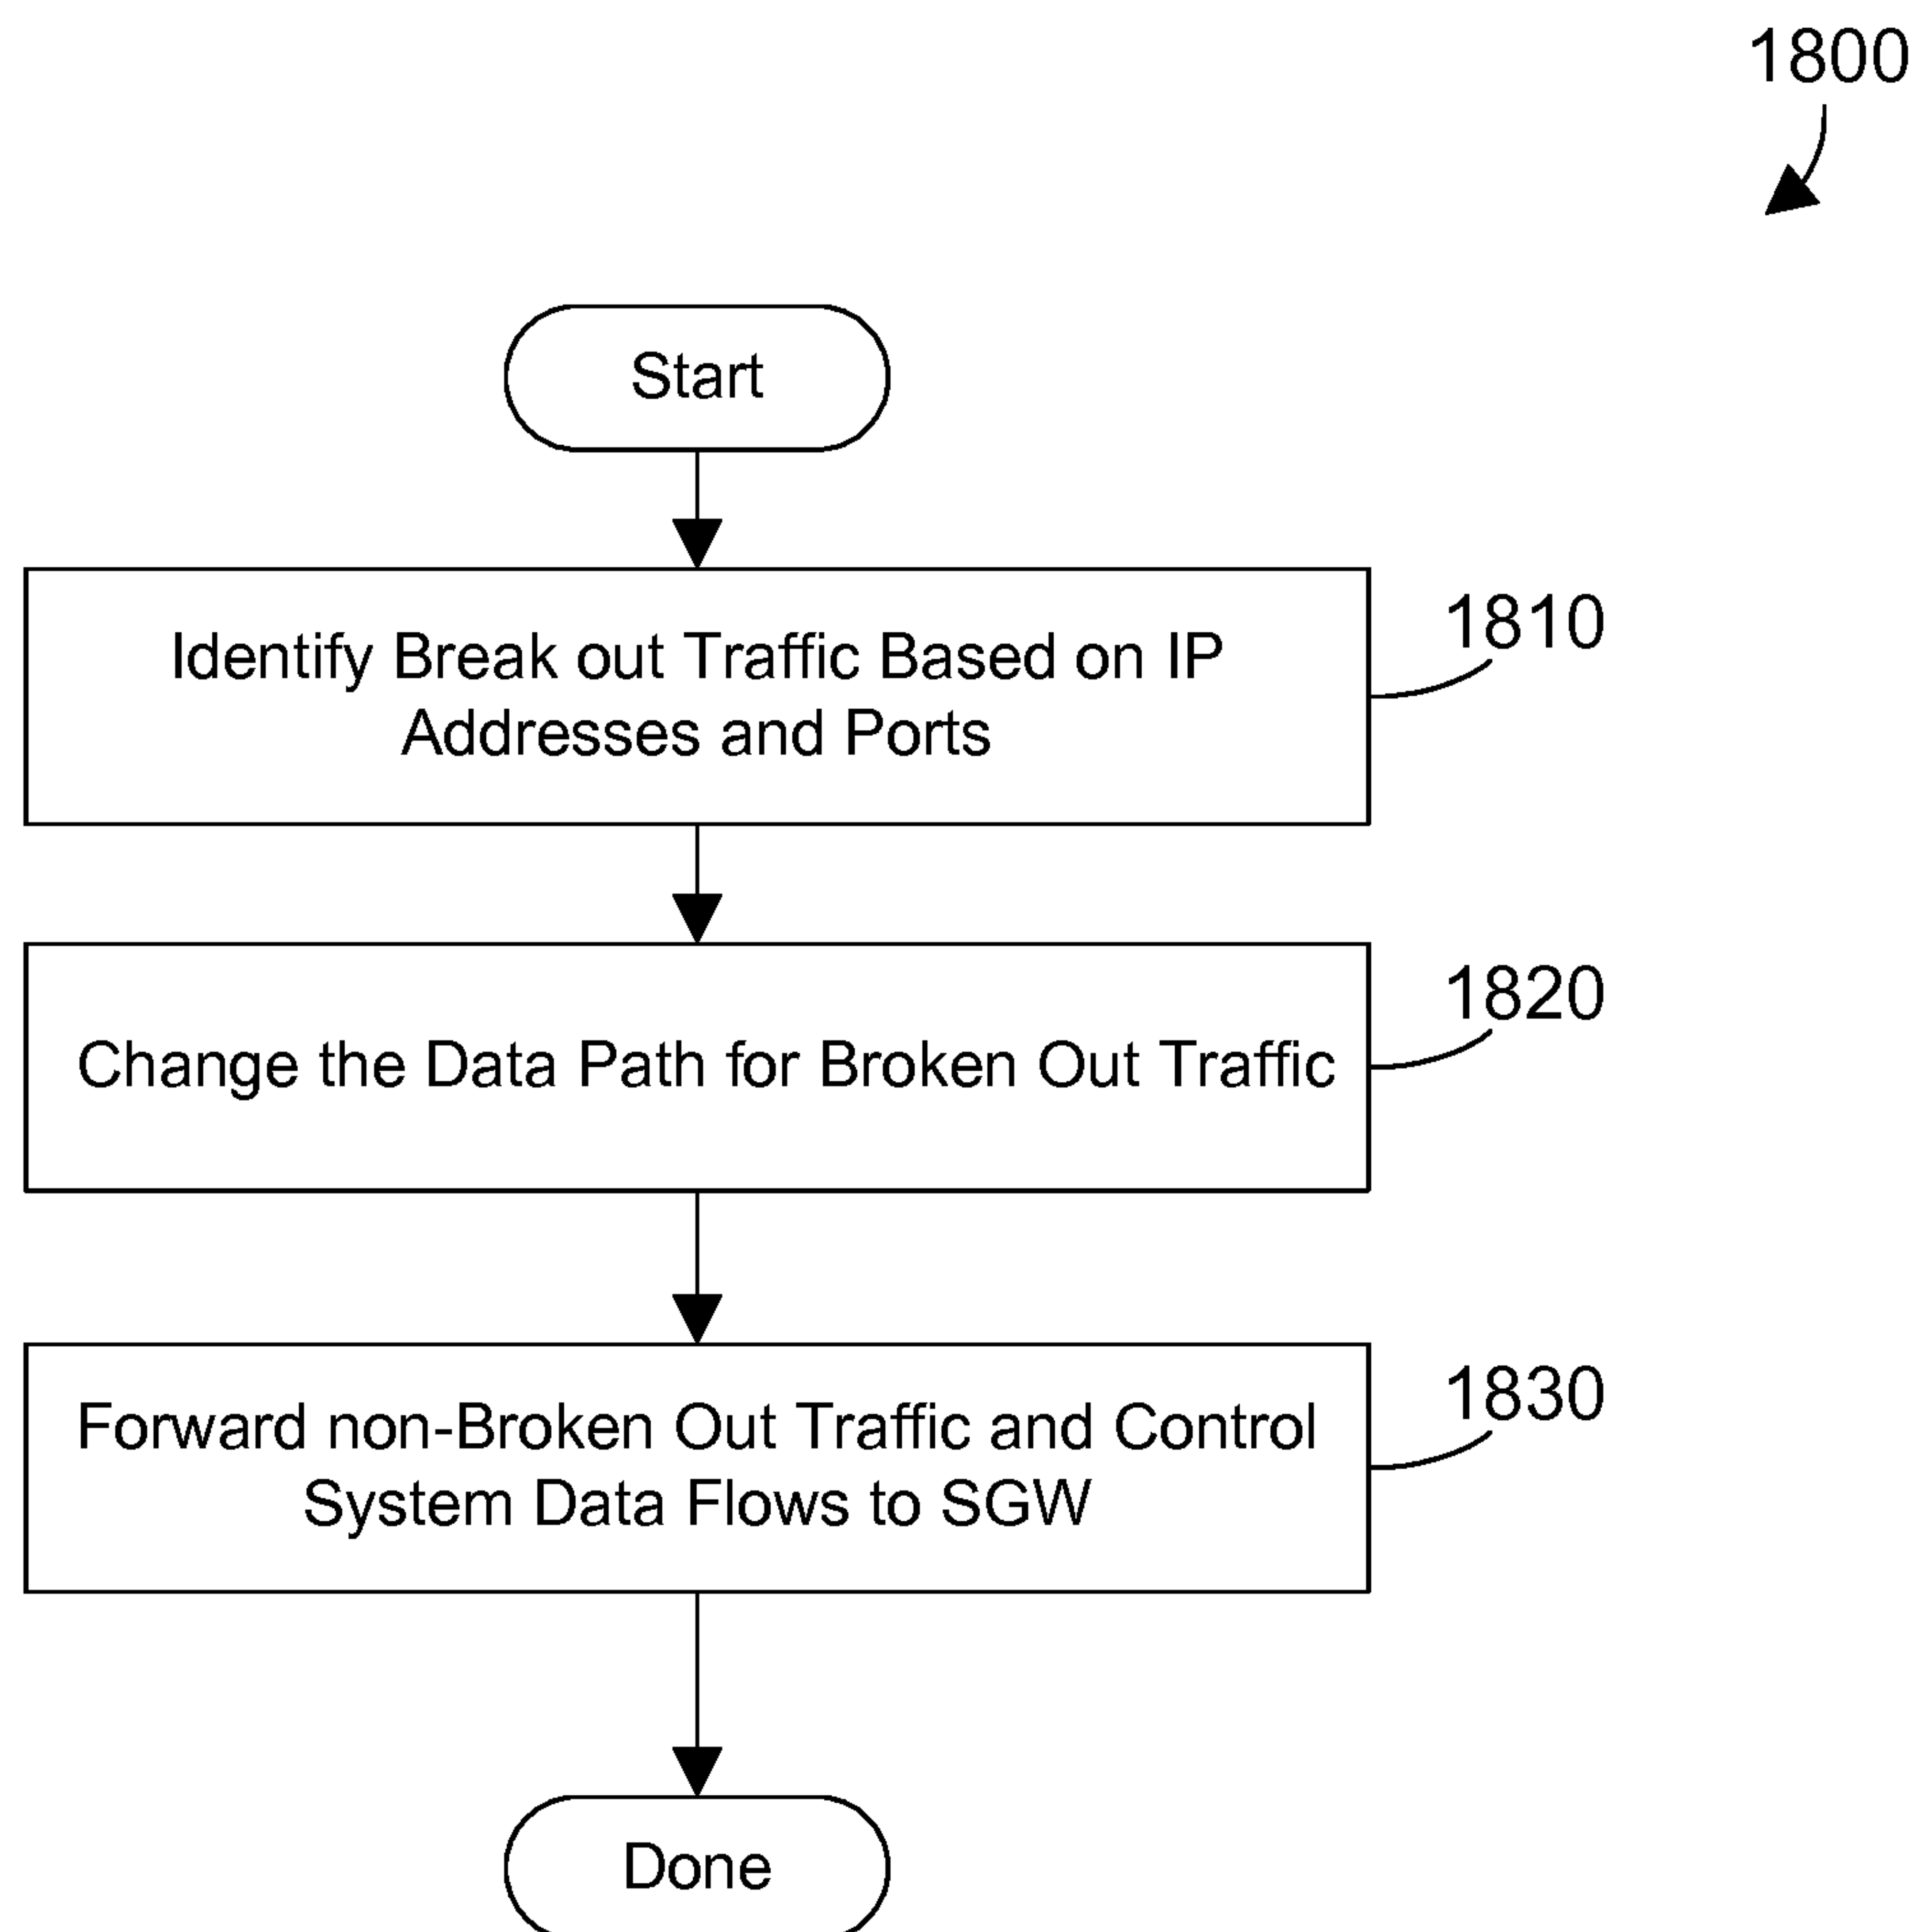 1800
Start
Identify Break out Traffic Based on IP
Addresses and Ports
1810
Change the Data Path for Broken Out Traffic
1820
Forward non-Broken Out Traffic and Control
System Data Flows to SGW
1830
Done